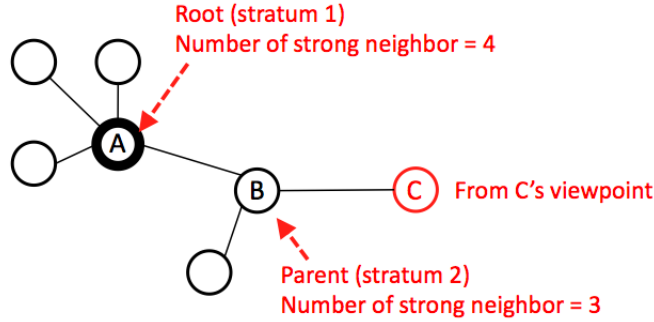 Root (stratum 1)
Number of strong neighbor = 4
A
B
C
From C's viewpoint
Parent (stratum 2)
Number of strong neighbor = 3